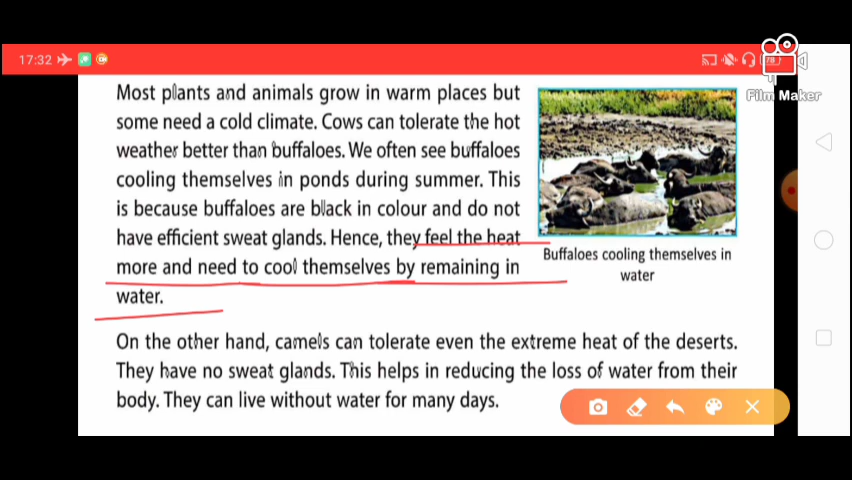 17:32
78
Film Maker
Most plants and animals grow in warm places but
some need a cold climate. Cows can tolerate the hot
weather better than buffaloes. We often see buffaloes
cooling themselves in ponds during summer. This
is because buffaloes are black in colour and do not
have efficient sweat glands. Hence, they feel the heat
more and need to cool themselves by remaining in
water.
Buffaloes cooling themselves in
water
On the other hand, camels can tolerate even the extreme heat of the deserts.
They have no sweat glands. This helps in reducing the loss of water from their
body. They can live without water for many days.